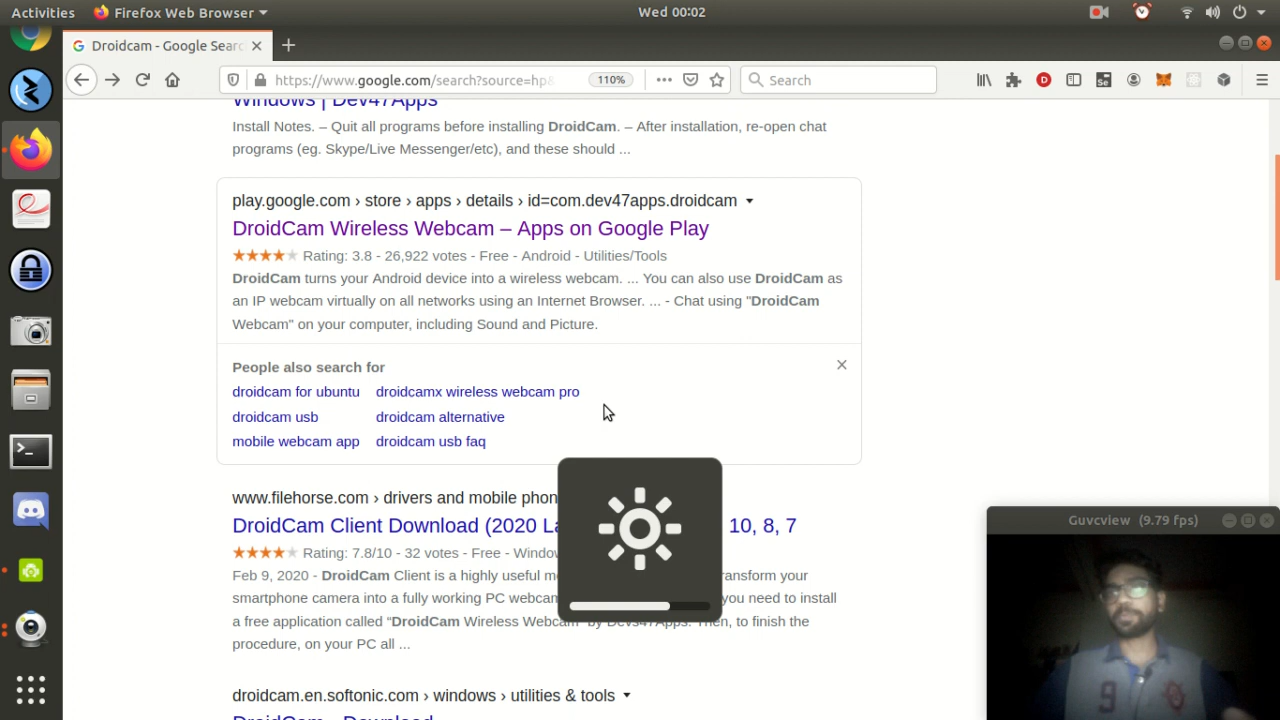 Activities
Firefox Web Browser
Wed 00:02
Droidcam - Google Searc
https://www.google.com/search?source=hp&
110%
Search
Windows | Dev47Apps
Install Notes. – Quit all programs before installing DroidCam. – After installation, re-open chat
programs (eg. Skype/Live Messenger/etc), and these should ...
play.google.com › store › apps › details › id=com.dev47apps.droidcam
DroidCam Wireless Webcam – Apps on Google Play
Rating: 3.8 - 26,922 votes - Free - Android - Utilities/Tools
DroidCam turns your Android device into a wireless webcam. ... You can also use DroidCam as
an IP webcam virtually on all networks using an Internet Browser. ... - Chat using "DroidCam
Webcam" on your computer, including Sound and Picture.
People also search for
droidcam for ubuntu droidcamx wireless webcam pro
droidcam usb droidcam alternative
mobile webcam app droidcam usb faq
www.filehorse.com › drivers and mobile phon
DroidCam Client Download (2020 La 10, 8, 7
Rating: 7.8/10 - 32 votes - Free - Window
Feb 9, 2020 - DroidCam Client is a highly useful m ransform your
smartphone camera into a fully working PC webcam you need to install
a free application called “DroidCam Wireless Webcam” by Devs47Apps. Then, to finish the
procedure, on your PC all ...
droidcam.en.softonic.com › windows › utilities & tools
DroidCam - Download
Guvcview (9.79 fps)
9